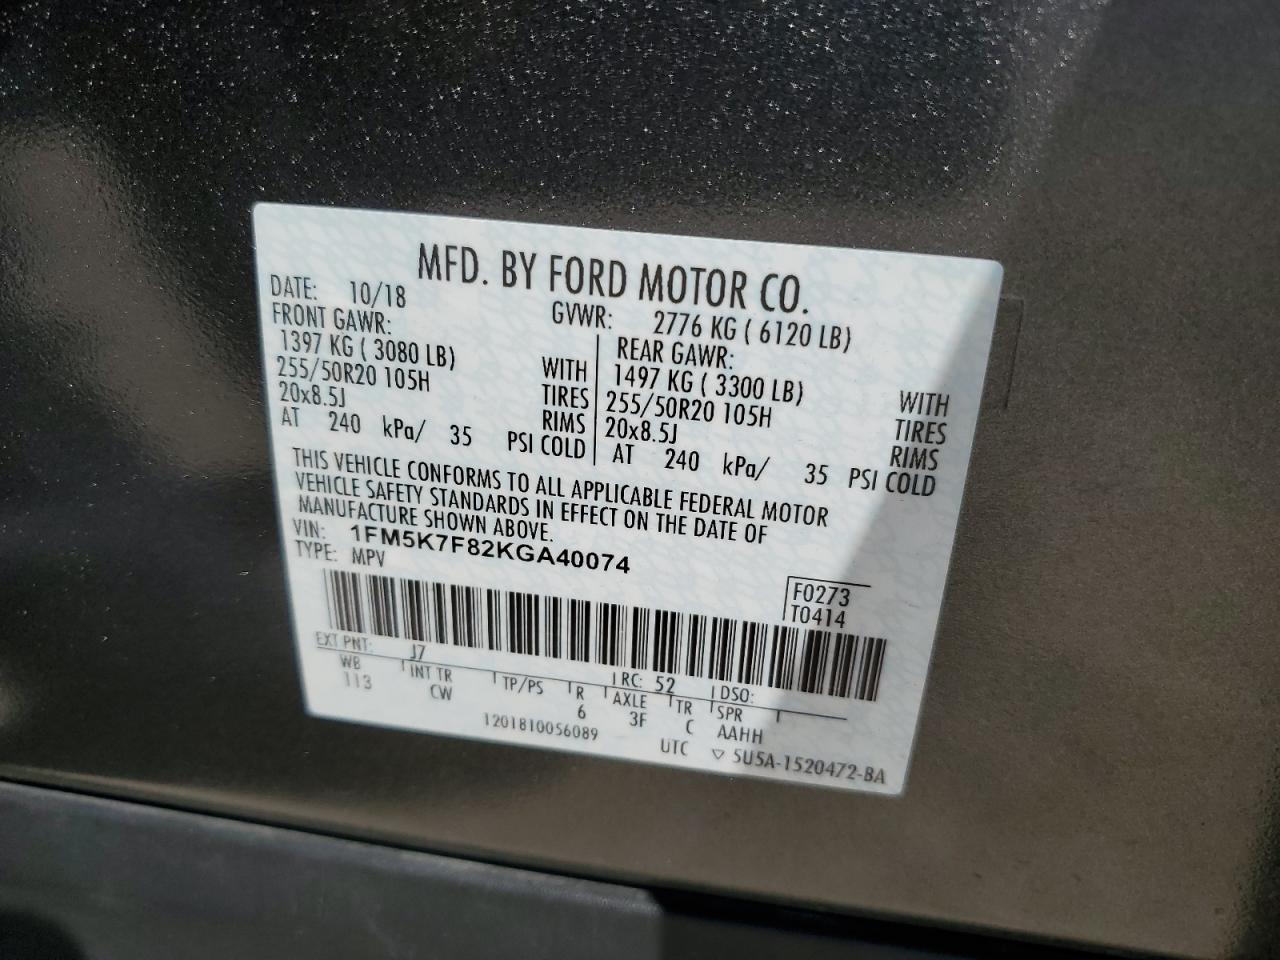 MFD. BY FORD MOTOR CO.
DATE: 10/18 GVWR: 2776 KG ( 6120 LB)
FRONT GAWR: REAR GAWR:
1397 KG ( 3080 LB) WITH 1497 KG ( 3300 LB) WITH
255/50R20 105H TIRES 255/50R20 105H TIRES
20x8.5J RIMS 20x8.5J RIMS
AT 240 kPa/ 35 PSI COLD AT 240 kPa/ 35 PSI COLD
THIS VEHICLE CONFORMS TO ALL APPLICABLE FEDERAL MOTOR
VEHICLE SAFETY STANDARDS IN EFFECT ON THE DATE OF
MANUFACTURE SHOWN ABOVE.
VIN: 1FM5K7F82KGA40074
TYPE: MPV
F0273
T0414
EXT PNT: J7 RC: 52 DSO:
WB INT TR TP/PS R AXLE TR SPR
113 CW 6 3F C AAHH
1201810056089 UTC ▽ 5U5A-1520472-BA